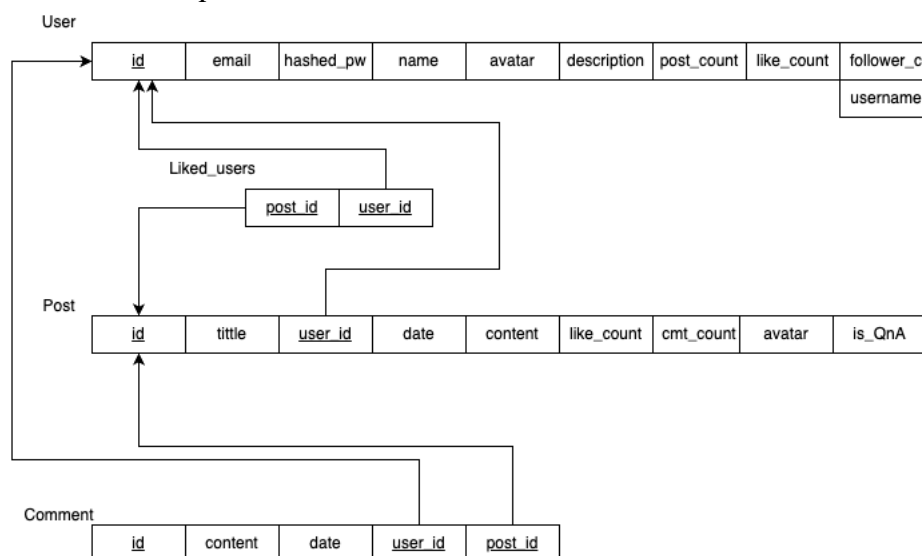 User
id email hashed_pw name avatar description post_count like_count follower_c
username
Liked_users
post_id user_id
Post
id tittle user_id date content like_count cmt_count avatar is_QnA
Comment
id content date user_id post_id